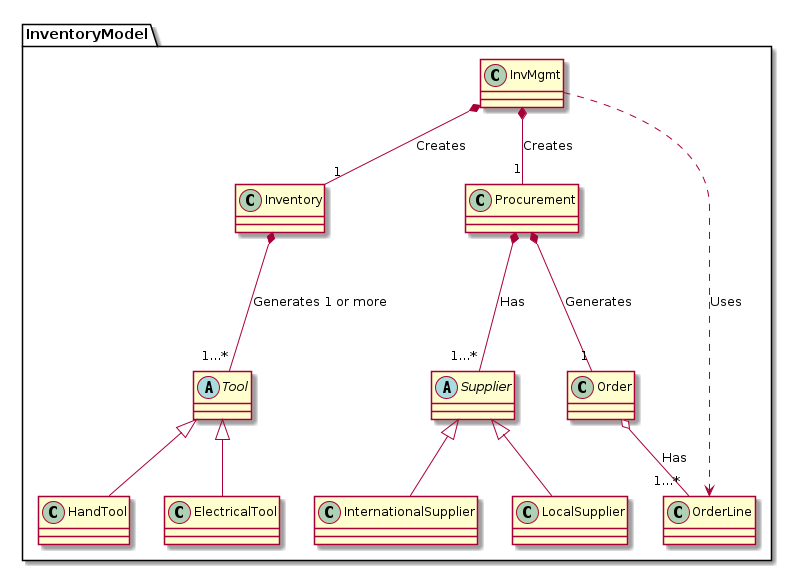 InventoryModel
C InvMgmt
Creates
Creates
1
1
C Inventory
C Procurement
Generates 1 or more
Has
Generates
Uses
1...*
1...*
1
A Tool
A Supplier
C Order
Has
1...*
C HandTool
C ElectricalTool
C InternationalSupplier
C LocalSupplier
C OrderLine